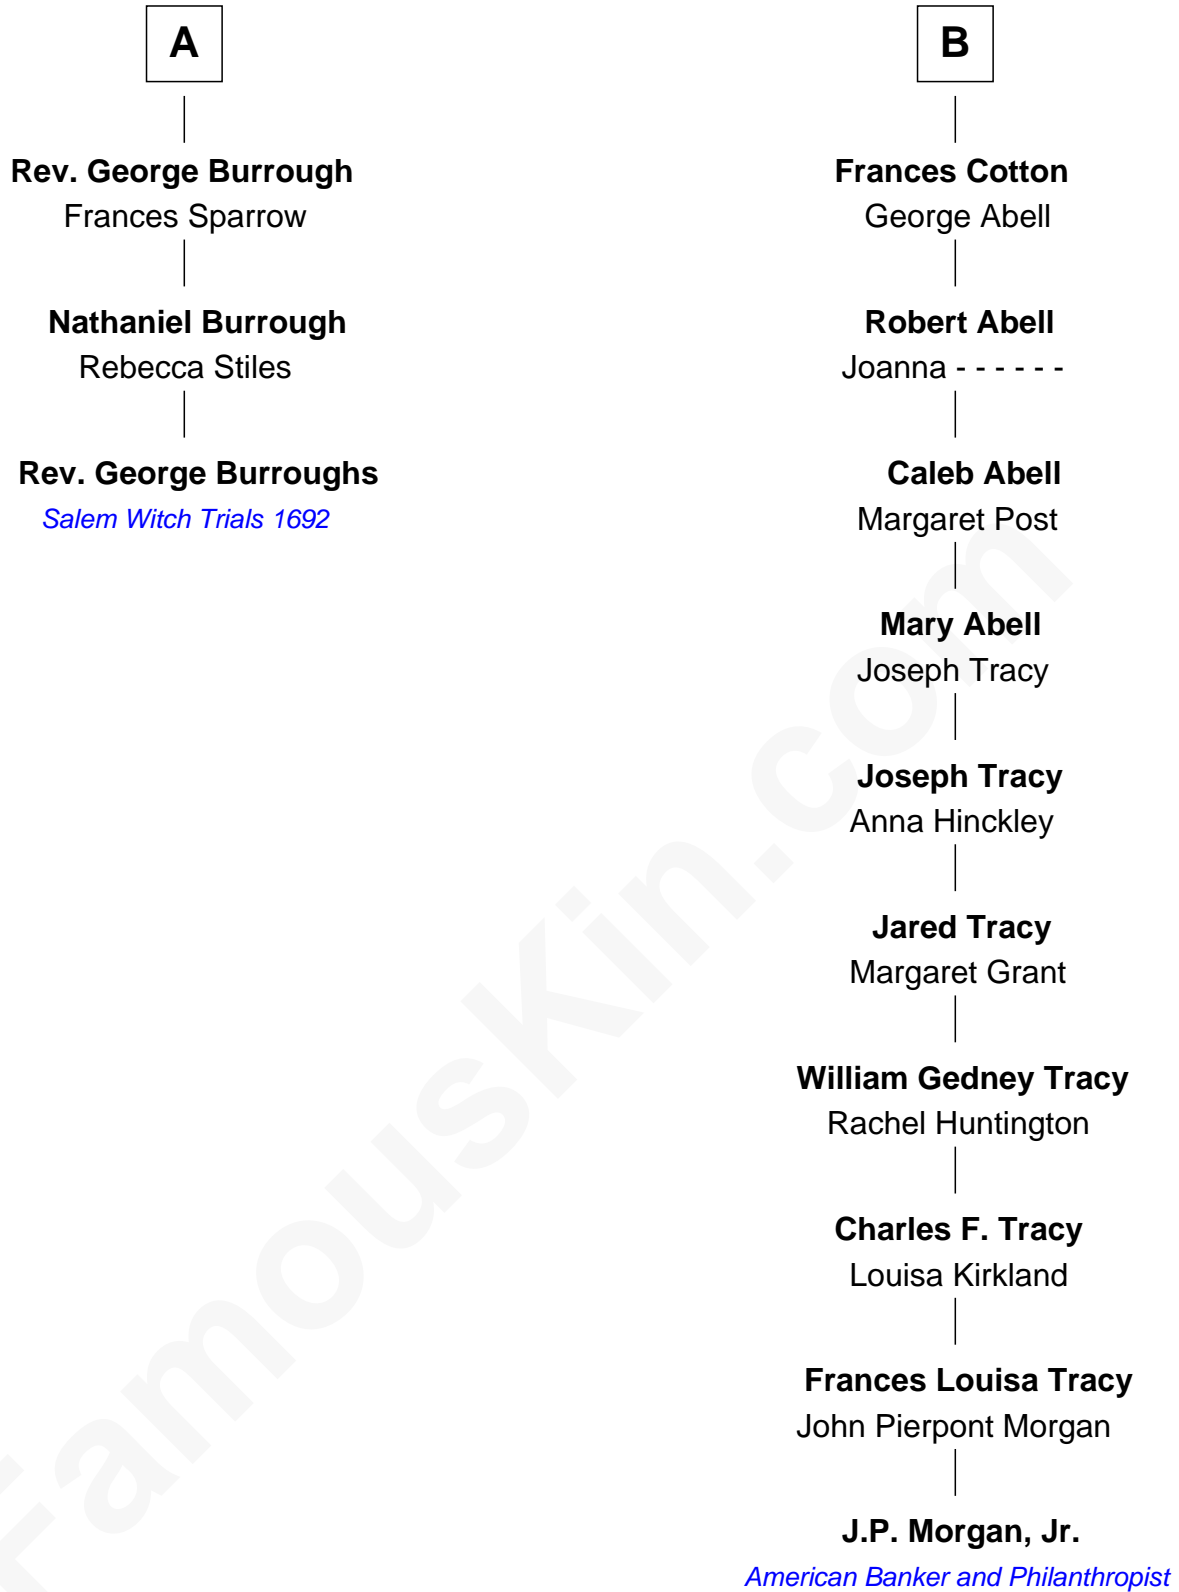 A
Rev. George Burrough
Frances Sparrow
Nathaniel Burrough
Rebecca Stiles
Rev. George Burroughs
Salem Witch Trials 1692
B
Frances Cotton
George Abell
Robert Abell
Joanna - - - - - -
Caleb Abell
Margaret Post
Mary Abell
Joseph Tracy
Joseph Tracy
Anna Hinckley
Jared Tracy
Margaret Grant
William Gedney Tracy
Rachel Huntington
Charles F. Tracy
Louisa Kirkland
Frances Louisa Tracy
John Pierpont Morgan
J.P. Morgan, Jr.
American Banker and Philanthropist
FamousKin.com